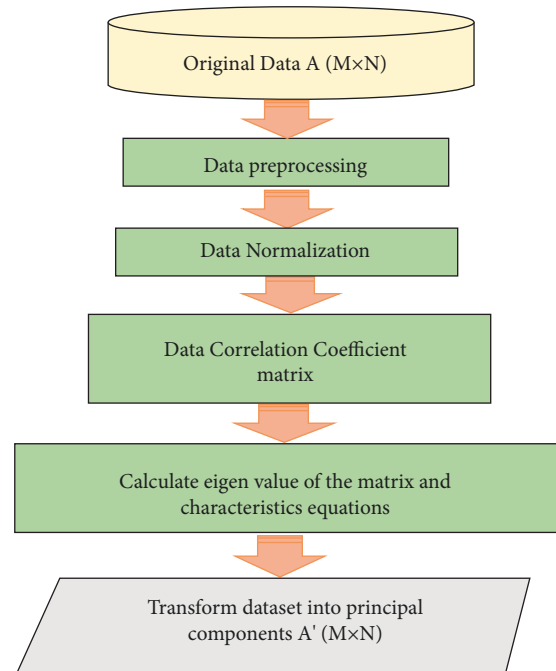 Original Data A (M×N)
Data preprocessing
Data Normalization
Data Correlation Coefficient
matrix
Calculate eigen value of the matrix and
characteristics equations
Transform dataset into principal
components A' (M×N)